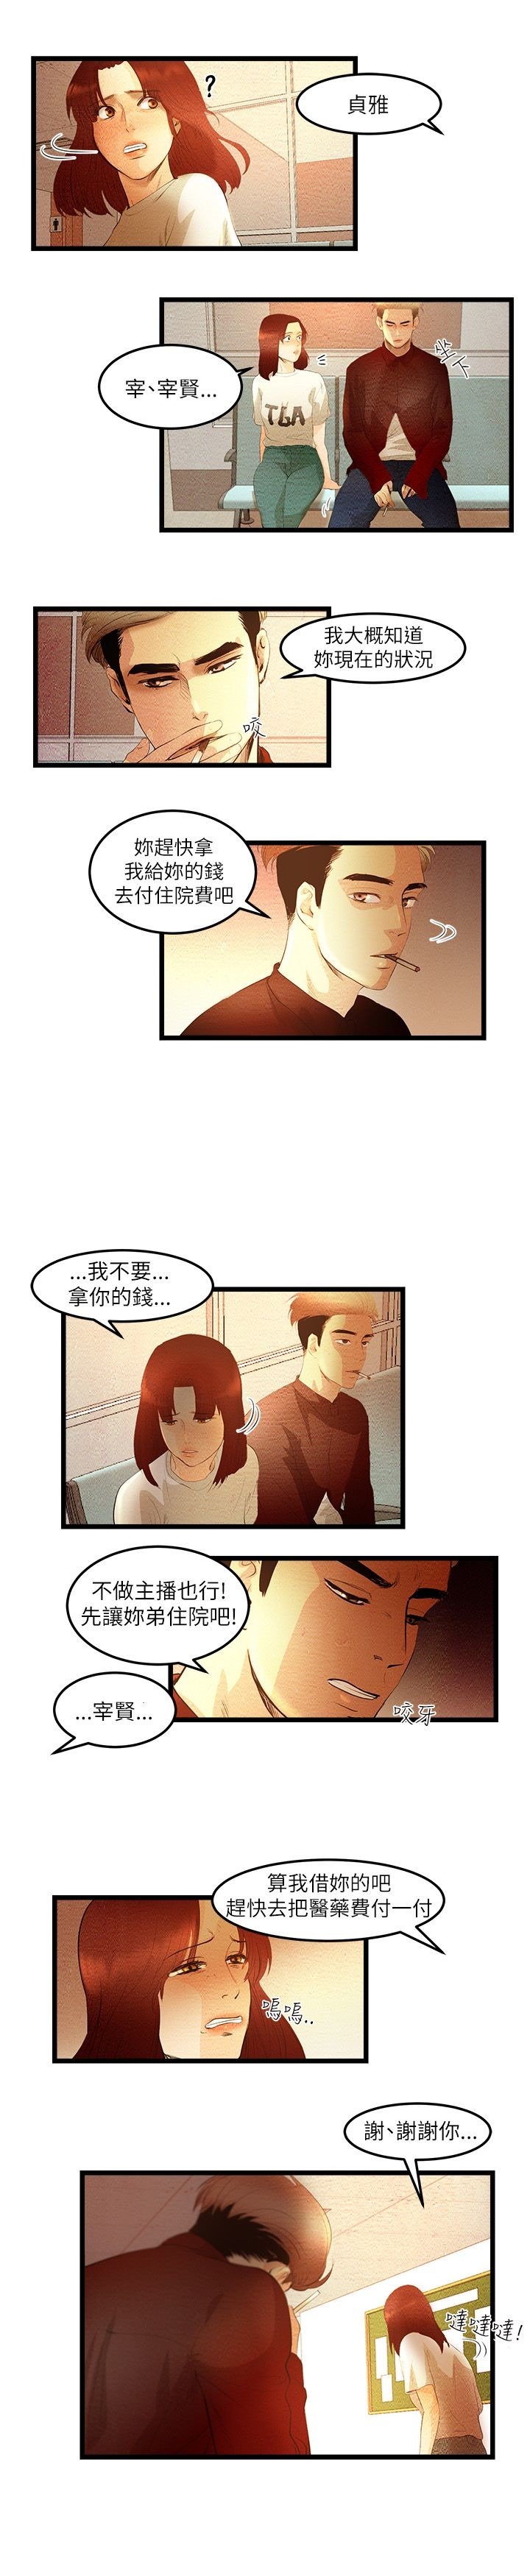 ?
貞雅
宰、宰賢...
TGA
坐下
我大概知道
妳現在的狀況
咬
妳趕快拿
我給妳的錢
去付住院費吧
...我不要...
拿你的錢...
不做主播也行!
先讓妳弟住院吧!
咬牙
...宰賢...
算我借妳的吧
趕快去把醫藥費付一付
嗚嗚..
謝、謝謝你...
噠噠噠!